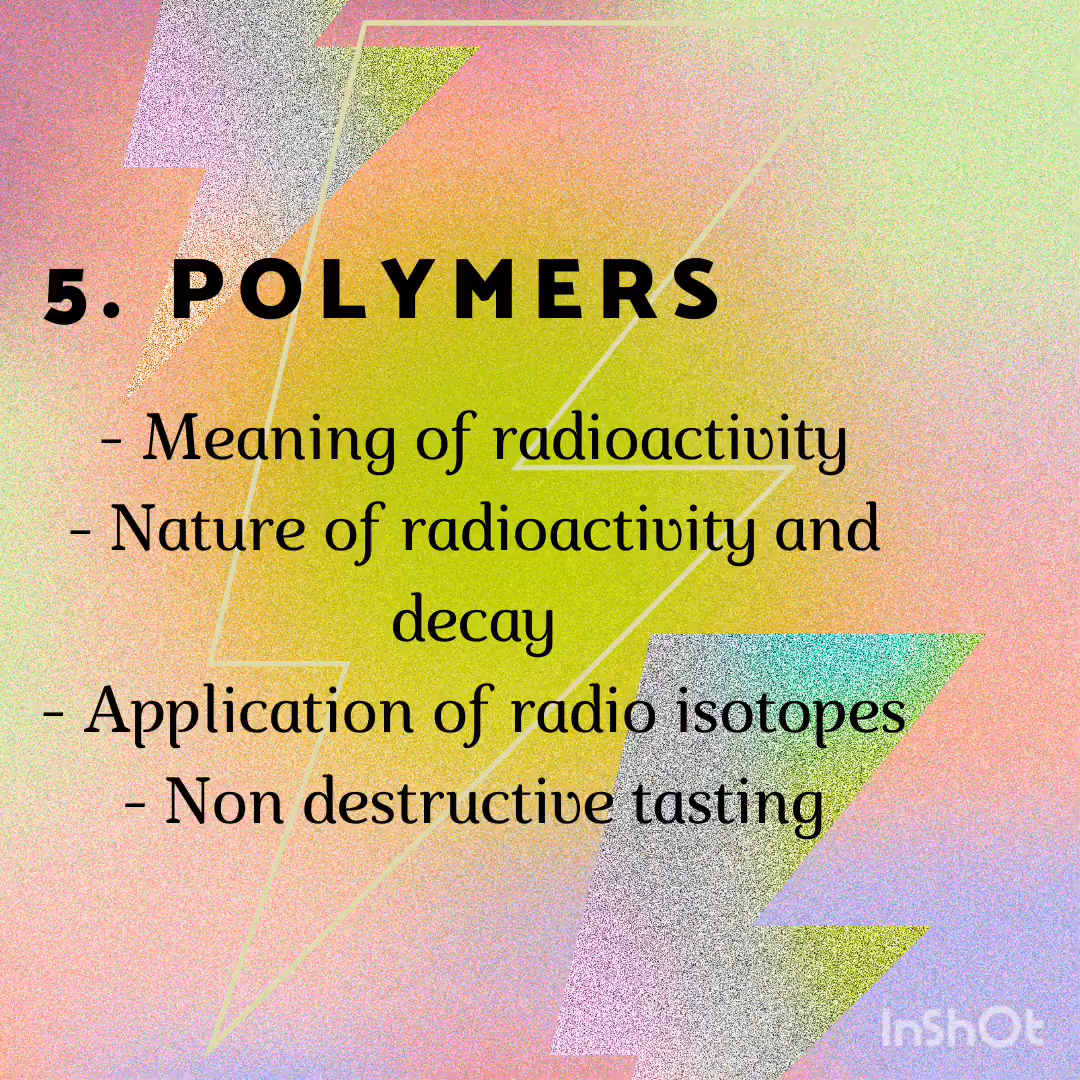 5. POLYMERS
- Meaning of radioactivity
- Nature of radioactivity and
decay
- Application of radio isotopes
- Non destructive tasting
InShOt